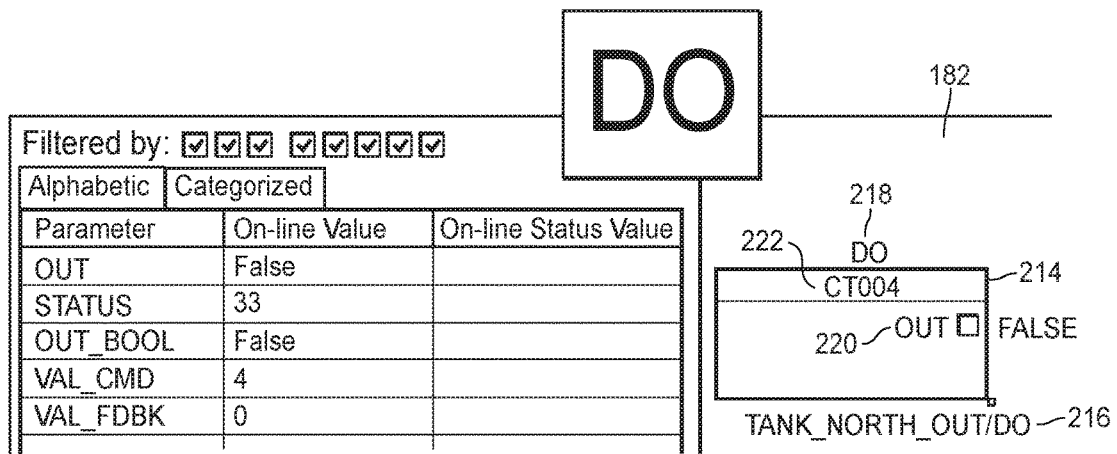 DO
182
Filtered by:
Alphabetic Categorized
Parameter On-line Value On-line Status Value
OUT False
STATUS 33
OUT_BOOL False
VAL_CMD 4
VAL_FDBK 0
218
DO
222
CT004
214
220
OUT FALSE
TANK_NORTH_OUT/DO 216